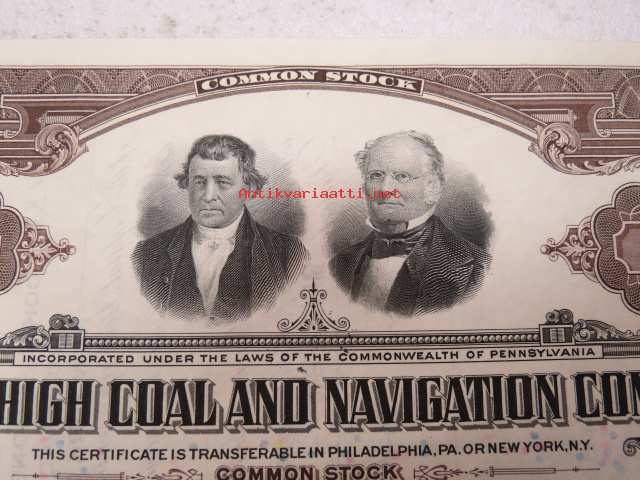 COMMON STOCK
Antikvariaatti.net
INCORPORATED UNDER THE LAWS OF THE COMMONWEALTH OF PENNSYLVANIA
HIGH COAL AND NAVIGATION COM
THIS CERTIFICATE IS TRANSFERABLE IN PHILADELPHIA, PA. OR NEW YORK, N.Y.
COMMON STOCK